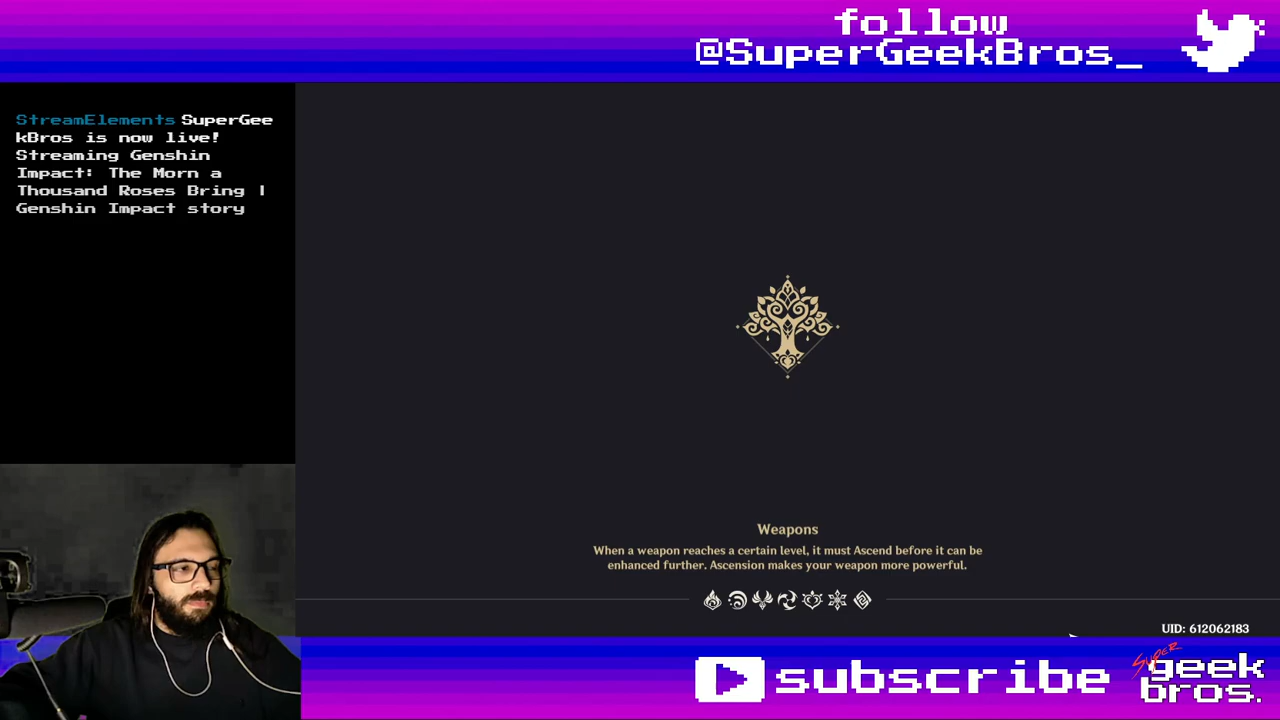 follow
@SuperGeekBros_
StreamElements SuperGee
kBros is now live!
Streaming Genshin
Impact: The Morn a
Thousand Roses Bring |
Genshin Impact story
Weapons
When a weapon reaches a certain level, it must Ascend before it can be
enhanced further. Ascension makes your weapon more powerful.
UID: 612062183
subscribe
Super
geek
bros.